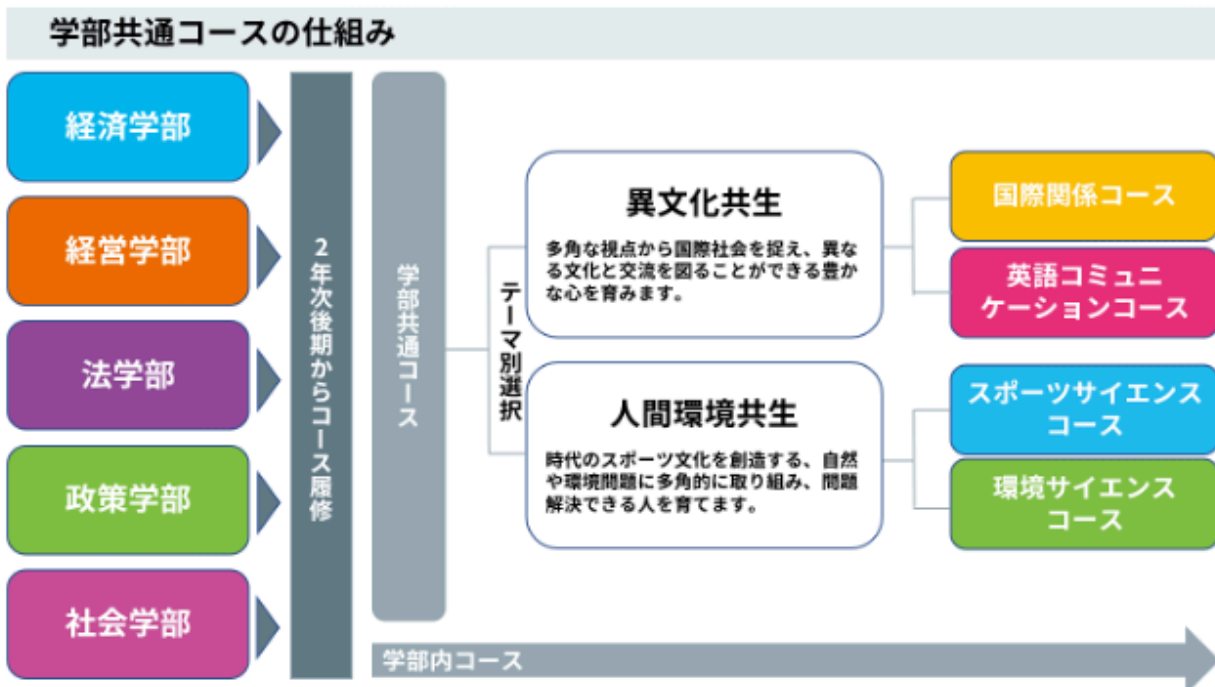 学部共通コースの仕組み
経済学部
経営学部
法学部
政策学部
社会学部
2年次後期からコース履修
学部共通コース
テーマ別選択
異文化共生
多角な視点から国際社会を捉え、異な
る文化と交流を図ることができる豊か
な心を育みます。
人間環境共生
時代のスポーツ文化を創造する、自然
や環境問題に多角的に取り組み、問題
解決できる人を育てます。
国際関係コース
英語コミュニ
ケーションコース
スポーツサイエンス
コース
環境サイエンス
コース
学部内コース